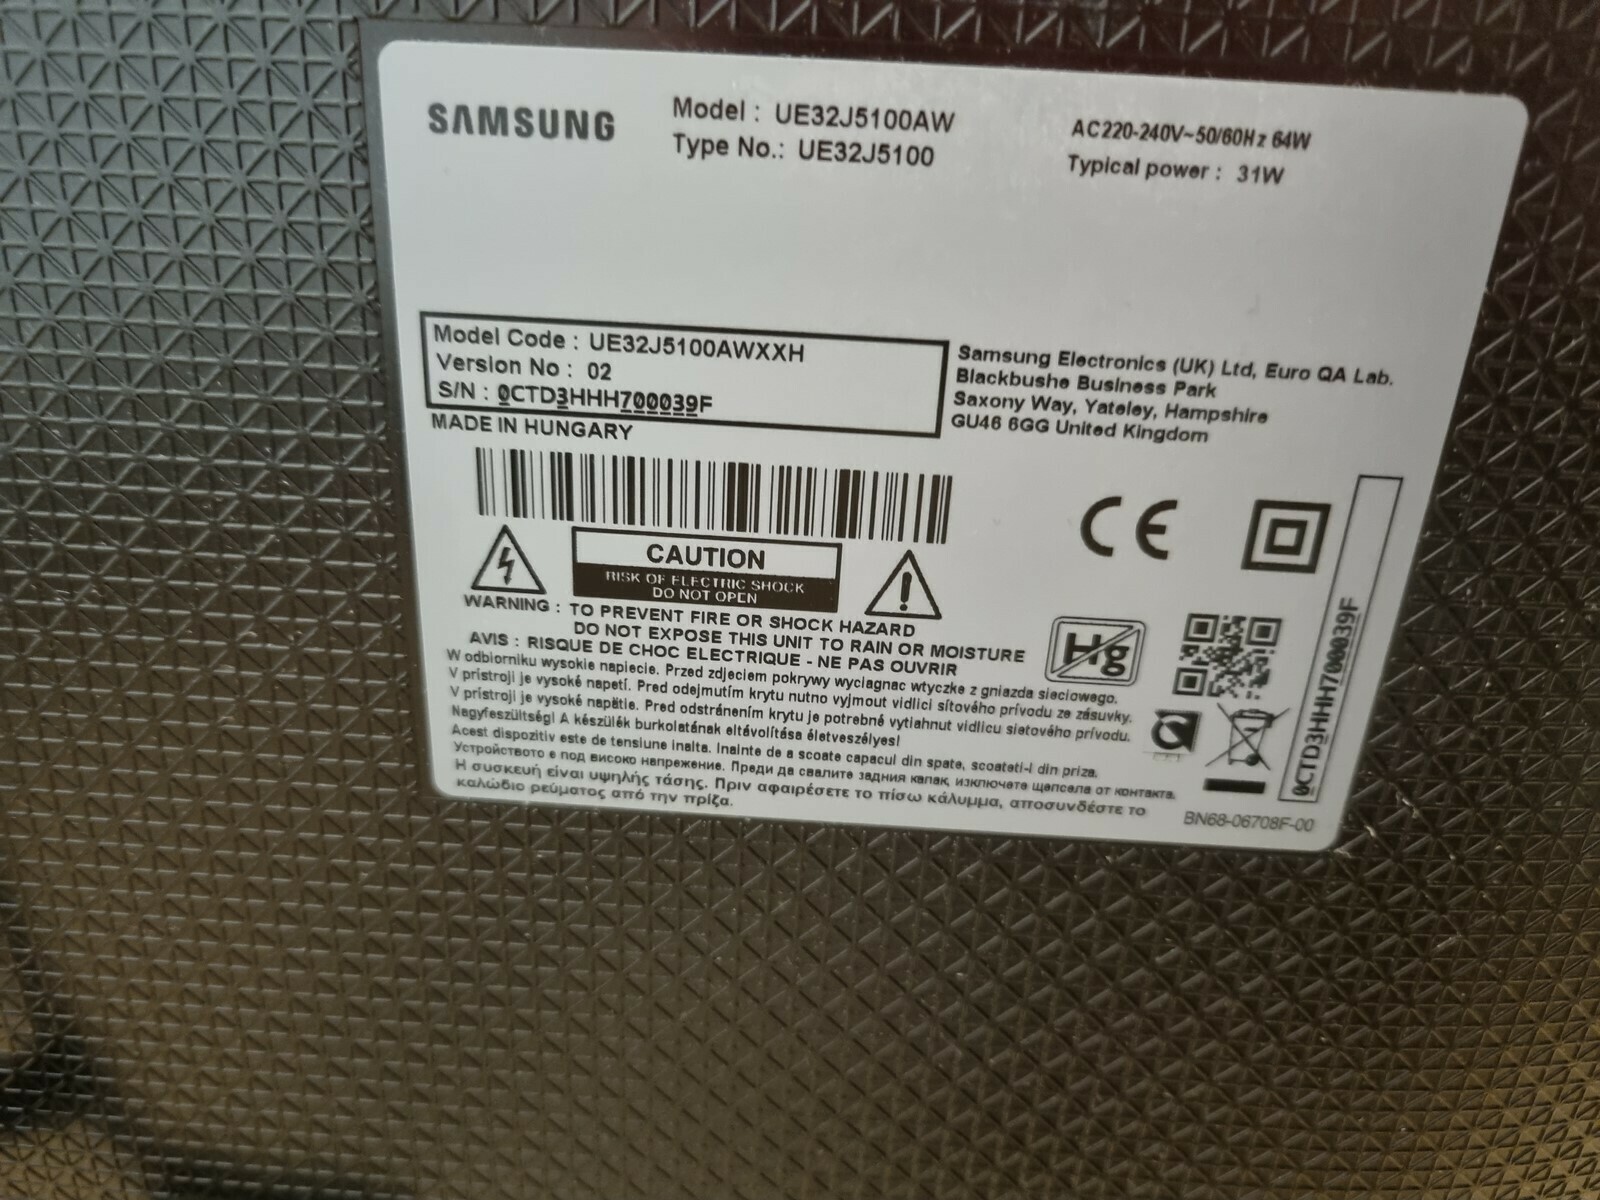 SAMSUNG
Model : UE32J5100AW
Type No.: UE32J5100
AC220-240V~50/60Hz 64W
Typical power : 31W
Model Code : UE32J5100AWXXH
Version No : 02
S/N : 0CTD3HHH700039F
MADE IN HUNGARY
Samsung Electronics (UK) Ltd, Euro QA Lab.
Blackbushe Business Park
Saxony Way, Yateley, Hampshire
GU46 6GG United Kingdom
CE
CAUTION
RISK OF ELECTRIC SHOCK
DO NOT OPEN
WARNING : TO PREVENT FIRE OR SHOCK HAZARD
DO NOT EXPOSE THIS UNIT TO RAIN OR MOISTURE
AVIS : RISQUE DE CHOC ELECTRIQUE - NE PAS OUVRIR
W odbiorniku wysokie napiecie. Przed zdjeciem pokrywy wyciagnac wtyczke z gniazda sieciowego.
V prístroji je vysoké napetí. Pred odejmutím krytu nutno vyjmout vidlici sítového prívodu ze zásuvky.
V prístroji je vysoké napätie. Pred odstránením krytu je potrebné vytiahnut vidlicu sietového prívodu.
Nagyfeszültség! A készülék burkolatának eltávolítása életveszélyes!
Acest dispozitiv este de tensiune inalta. Inainte de a scoate capacul din spate, scoateti-l din priza.
Устройството е под високо напрежение. Преди да свалите задния капак, изключете щепсела от контакта.
Η συσκευή είναι υψηλής τάσης. Πριν αφαιρέσετε το πίσω κάλυμμα, αποσυνδέστε το
καλώδιο ρεύματος από την πρίζα.
Hg
0CTD3HHH700039F
BN68-06708F-00